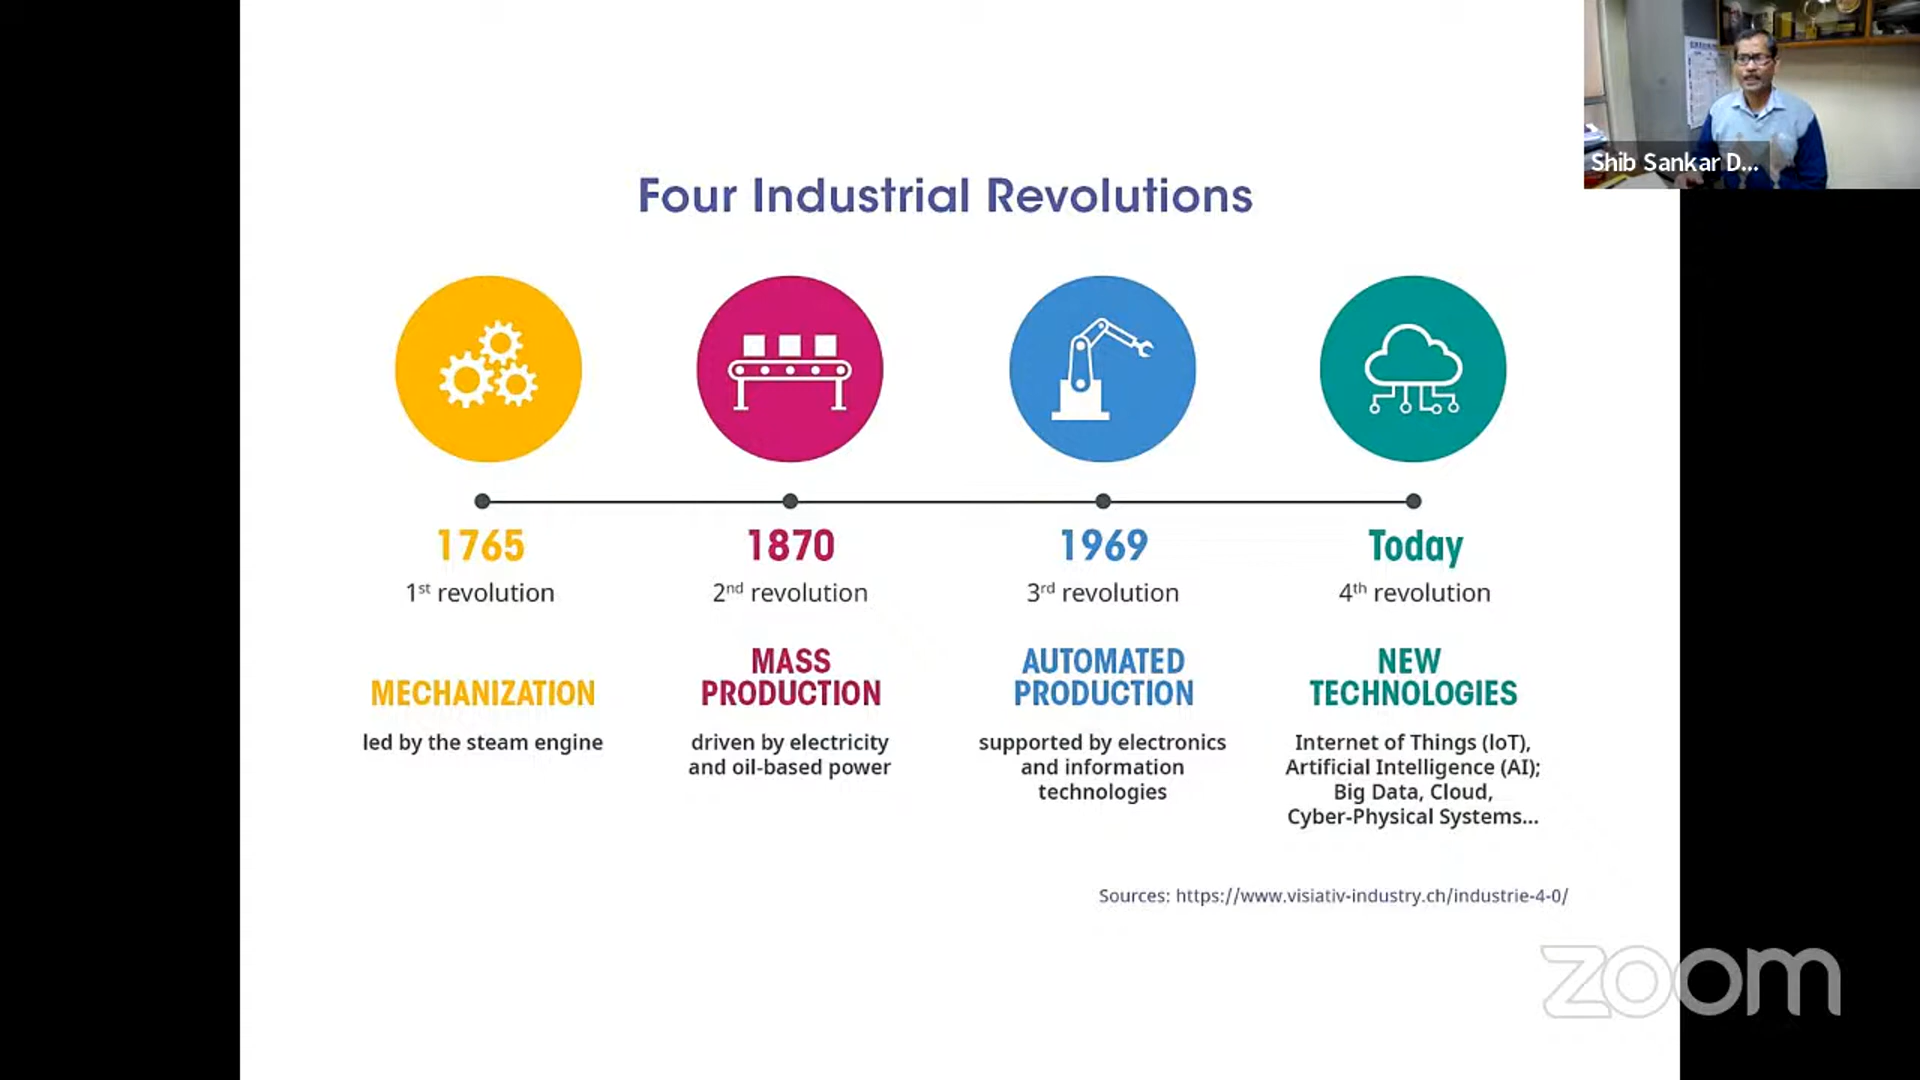 Shib Sankar D...
Four Industrial Revolutions
1765
1st revolution
MECHANIZATION
led by the steam engine
1870
2nd revolution
MASS
PRODUCTION
driven by electricity
and oil-based power
1969
3rd revolution
AUTOMATED
PRODUCTION
supported by electronics
and information
technologies
Today
4th revolution
NEW
TECHNOLOGIES
Internet of Things (IoT),
Artificial Intelligence (AI);
Big Data, Cloud,
Cyber-Physical Systems...
Sources: https://www.visiativ-industry.ch/industrie-4-0/
zoom